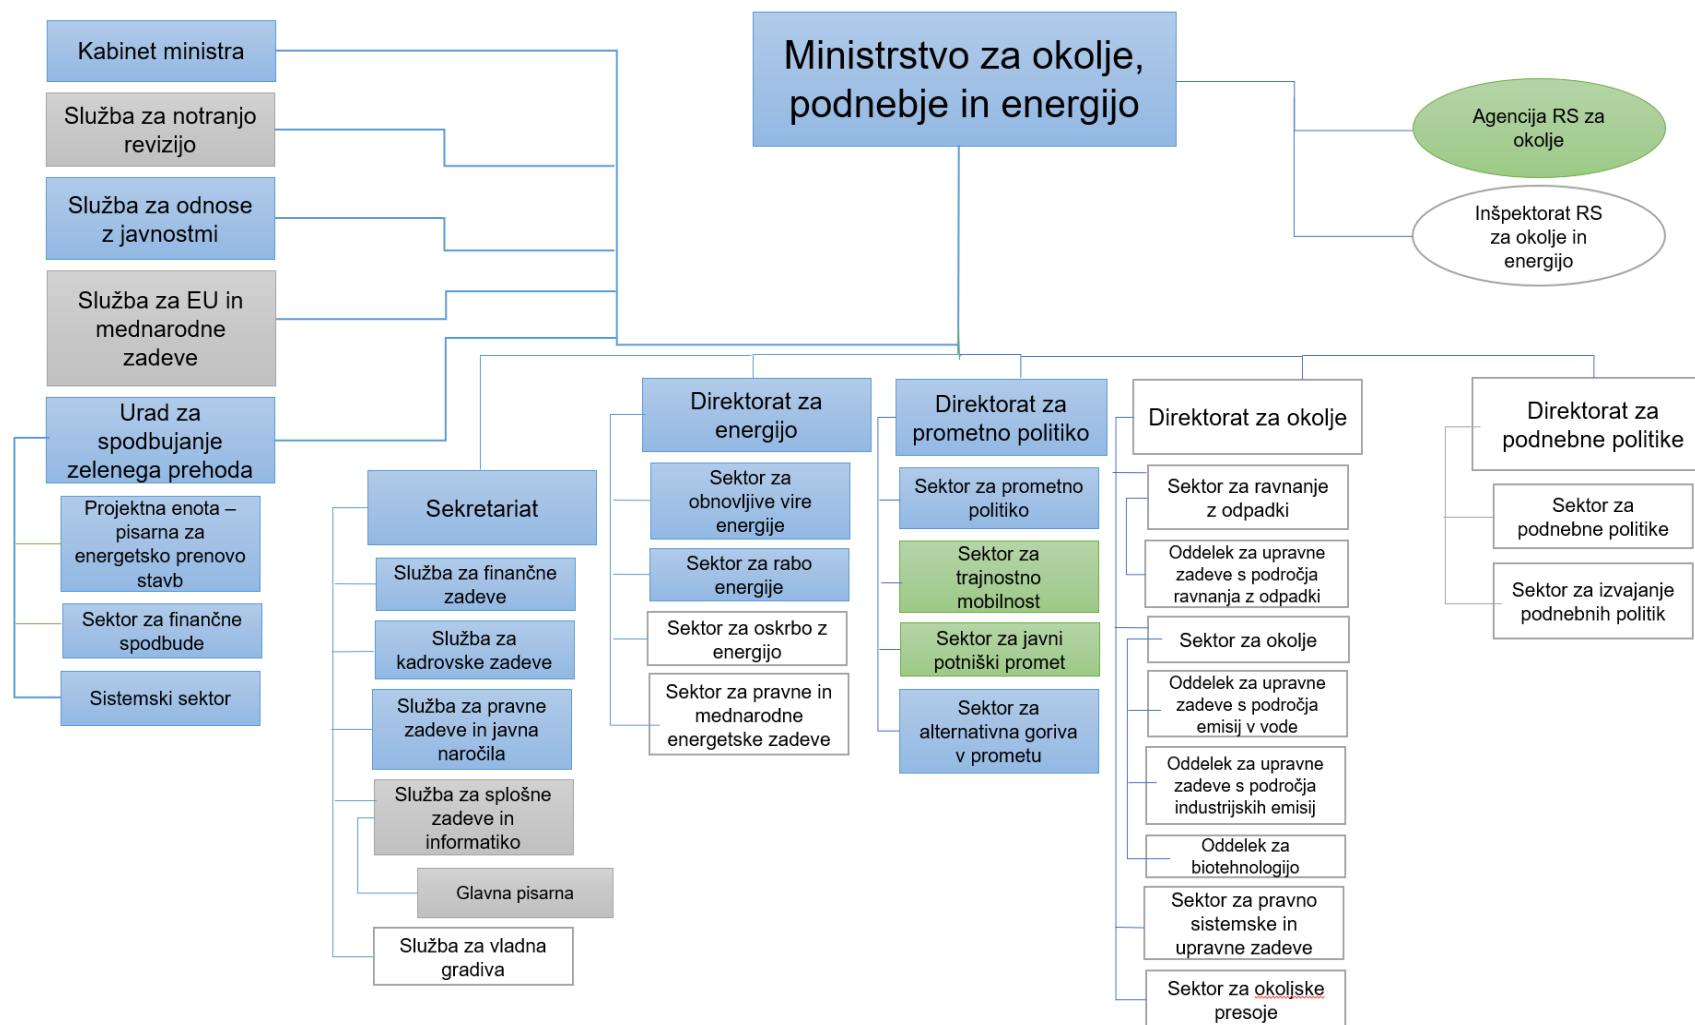 Kabinet ministra
Služba za notranjo
revizijo
Služba za odnose
z javnostmi
Služba za EU in
mednarodne
zadeve
Urad za
spodbujanje
zelenega prehoda
Projektna enota –
pisarna za
energetsko prenovo
stavb
Sektor za finančne
spodbude
Sistemski sektor
Ministrstvo za okolje,
podnebje in energijo
Agencija RS za
okolje
Inšpektorat RS
za okolje in
energijo
Sekretariat
Služba za finančne
zadeve
Služba za
kadrovske zadeve
Služba za pravne
zadeve in javna
naročila
Služba za splošne
zadeve in
informatiko
Glavna pisarna
Služba za vladna
gradiva
Direktorat za
energijo
Sektor za
obnovljive vire
energije
Sektor za rabo
energije
Sektor za oskrbo z
energijo
Sektor za pravne in
mednarodne
energetske zadeve
Direktorat za
prometno politiko
Sektor za prometno
politiko
Sektor za
trajnostno
mobilnost
Sektor za javni
potniški promet
Sektor za
alternativna goriva
v prometu
Direktorat za okolje
Sektor za ravnanje
z odpadki
Oddelek za upravne
zadeve s področja
ravnanja z odpadki
Sektor za okolje
Oddelek za upravne
zadeve s področja
emisij v vode
Oddelek za upravne
zadeve s področja
industrijskih emisij
Oddelek za
biotehnologijo
Sektor za pravno
sistemske in
upravne zadeve
Sektor za okoljske
presoje
Direktorat za
podnebne politike
Sektor za
podnebne politike
Sektor za izvajanje
podnebnih politik